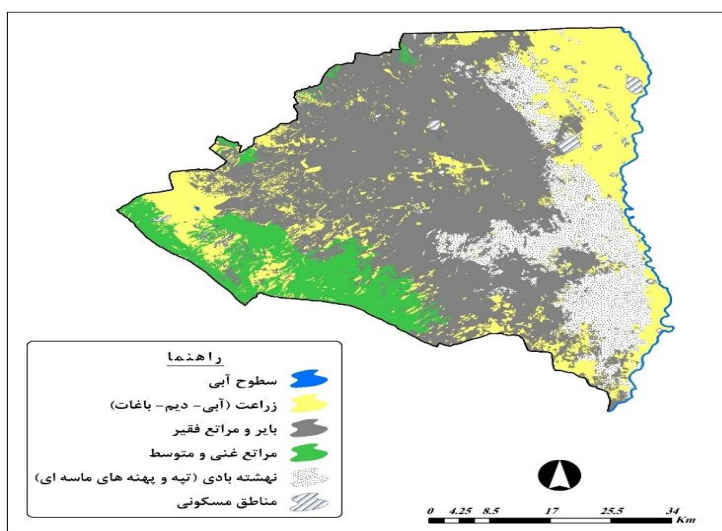 راهنما
سطوح آبی
زراعت (آبی- دیم- باغات)
بایر و مراتع فقیر
مراتع غنی و متوسط
نهشته بادی (تپه و پهنه های ماسه ای)
مناطق مسکونی
0 4.25 8.5 17 25.5 34
Km